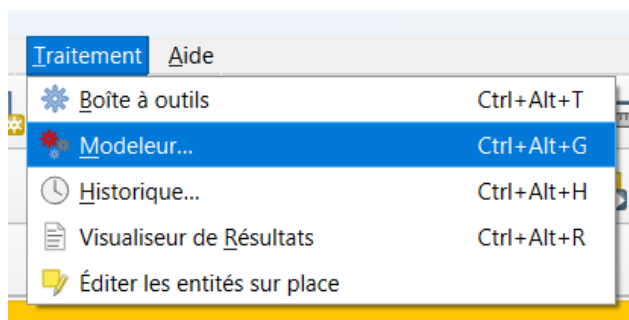 Traitement Aide
Boîte à outils Ctrl+Alt+T
Modeleur... Ctrl+Alt+G
Historique... Ctrl+Alt+H
Visualiseur de Résultats Ctrl+Alt+R
Éditer les entités sur place